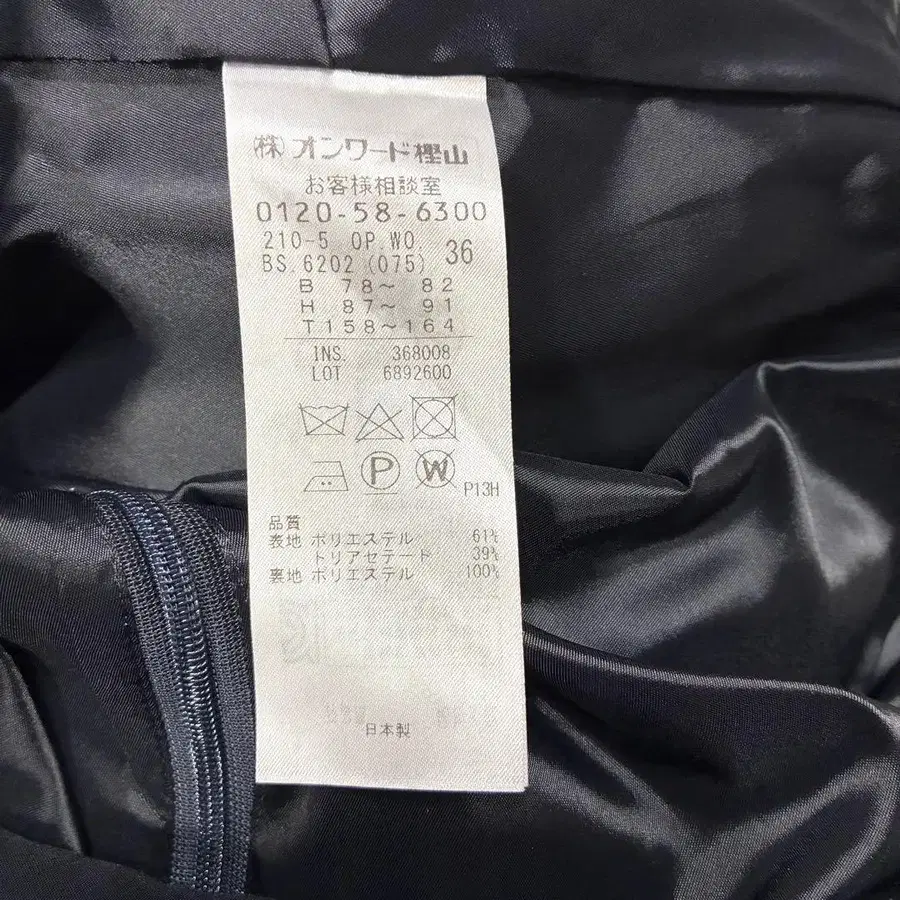 (株)オンワード樫山
お客様相談室
0120-58-6300
210-5 OP.WO. 36
BS.6202(075)
B 78～ 82
H 87～ 91
T158～164
INS. 368008
LOT 6892600
P W P13H
品質
表地 ポリエステル 61%
トリアセテード 39%
裏地 ポリエステル 100%
日本製